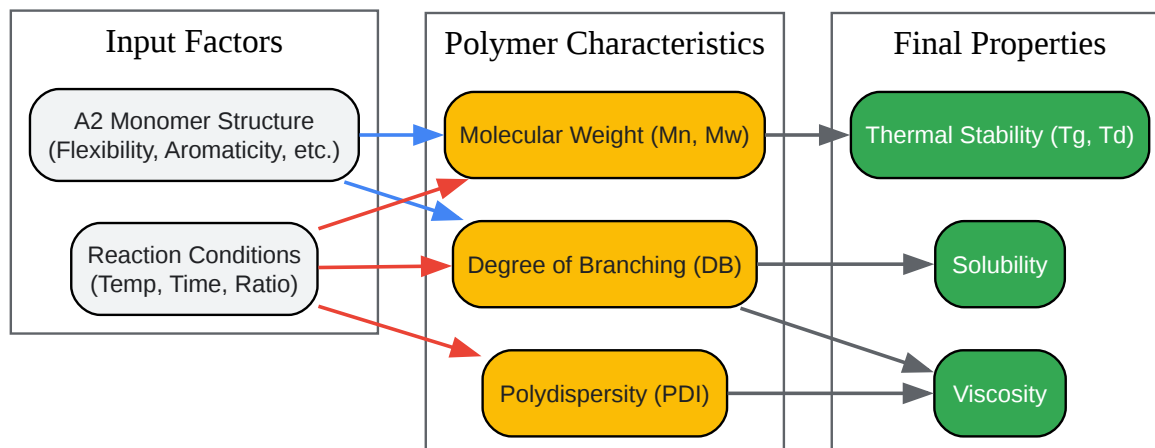 Input Factors
A2 Monomer Structure
(Flexibility, Aromaticity, etc.)
Reaction Conditions
(Temp, Time, Ratio)
Polymer Characteristics
Molecular Weight (Mn, Mw)
Degree of Branching (DB)
Polydispersity (PDI)
Final Properties
Thermal Stability (Tg, Td)
Solubility
Viscosity